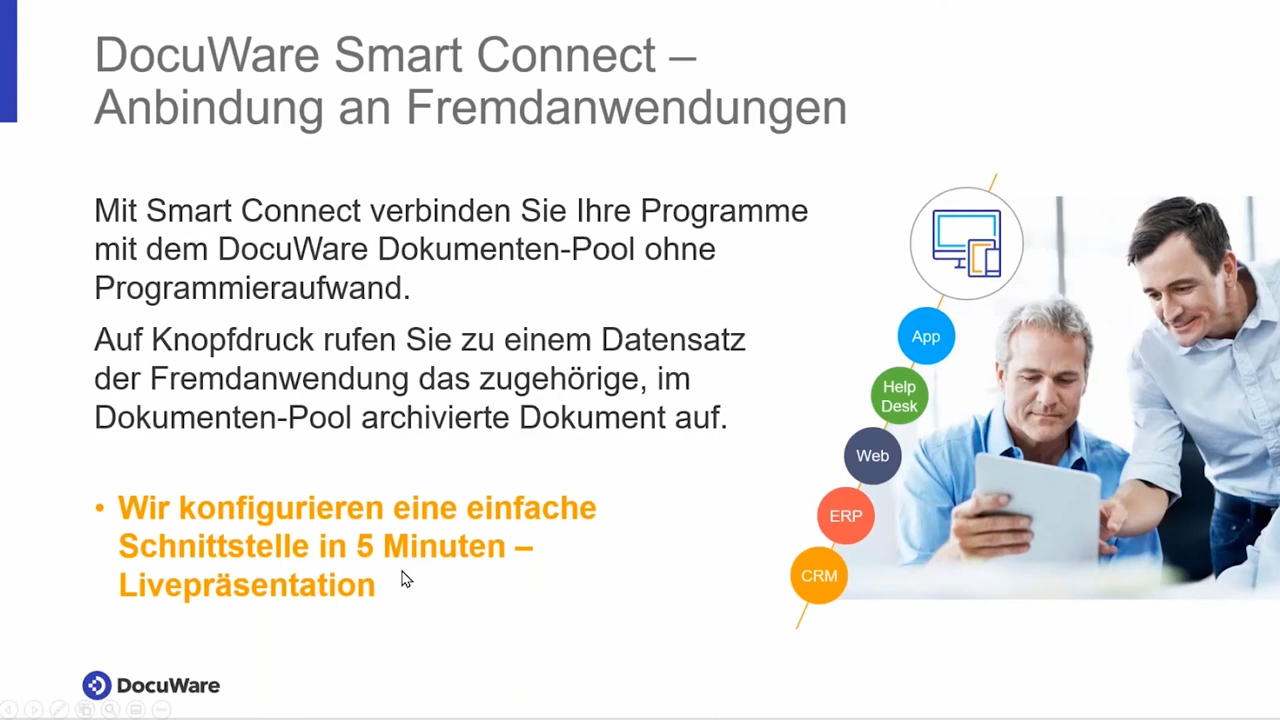 DocuWare Smart Connect –
Anbindung an Fremdanwendungen
Mit Smart Connect verbinden Sie Ihre Programme
mit dem DocuWare Dokumenten-Pool ohne
Programmieraufwand.
Auf Knopfdruck rufen Sie zu einem Datensatz
der Fremdanwendung das zugehörige, im
Dokumenten-Pool archivierte Dokument auf.
• Wir konfigurieren eine einfache
Schnittstelle in 5 Minuten –
Livepräsentation
App
Help
Desk
Web
ERP
CRM
DocuWare